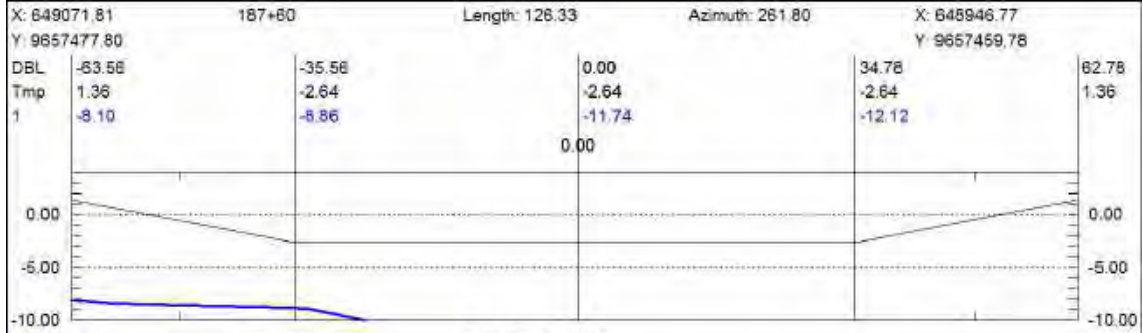 X: 649071.81 187+60 Length: 126.33 Azimuth: 261.80 X: 648946.77
Y: 9657477.80 Y: 9657459.78
DBL -63.56 -35.56 0.00 34.78 62.78
Tmp 1.36 -2.64 -2.64 -2.64 1.36
1 -8.10 -8.86 -11.74 -12.12
0.00
0.00 0.00
-5.00 -5.00
-10.00 -10.00